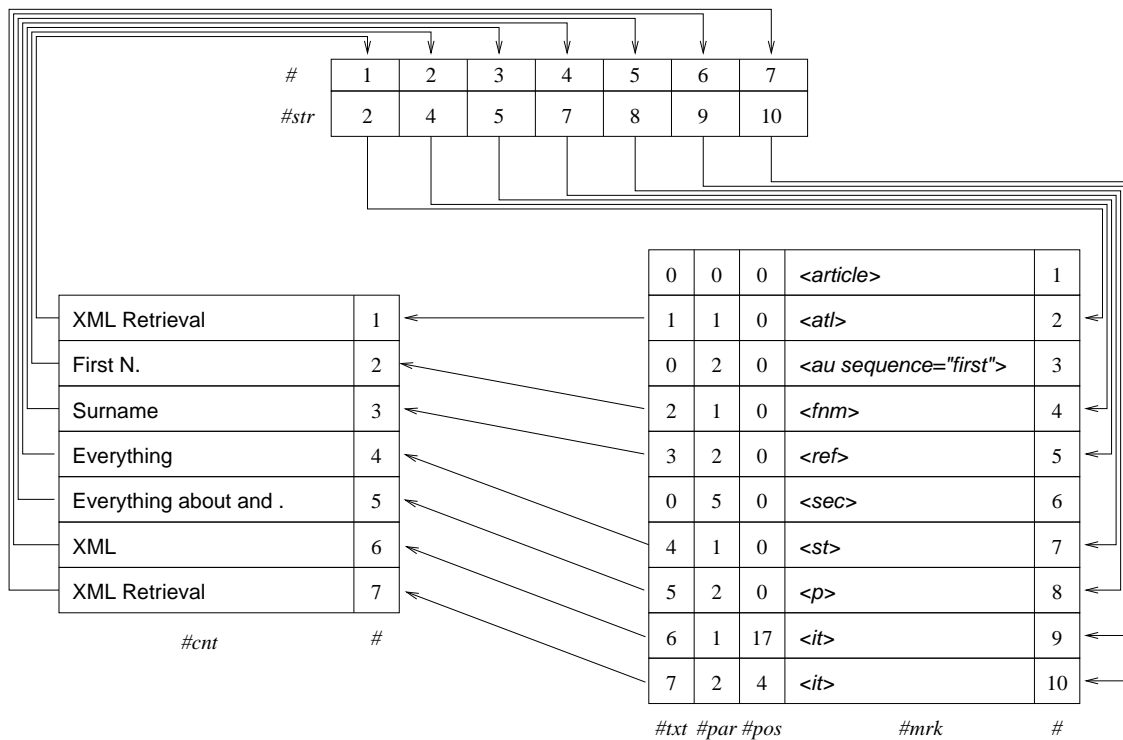 # 1 2 3 4 5 6 7
#str 2 4 5 7 8 9 10
XML Retrieval 1
First N. 2
Surname 3
Everything 4
Everything about and . 5
XML 6
XML Retrieval 7
#cnt #
0 0 0 <article> 1
1 1 0 <atl> 2
0 2 0 <au sequence="first"> 3
2 1 0 <fnm> 4
3 2 0 <ref> 5
0 5 0 <sec> 6
4 1 0 <st> 7
5 2 0 <p> 8
6 1 17 <it> 9
7 2 4 <it> 10
#txt #par #pos #mrk #